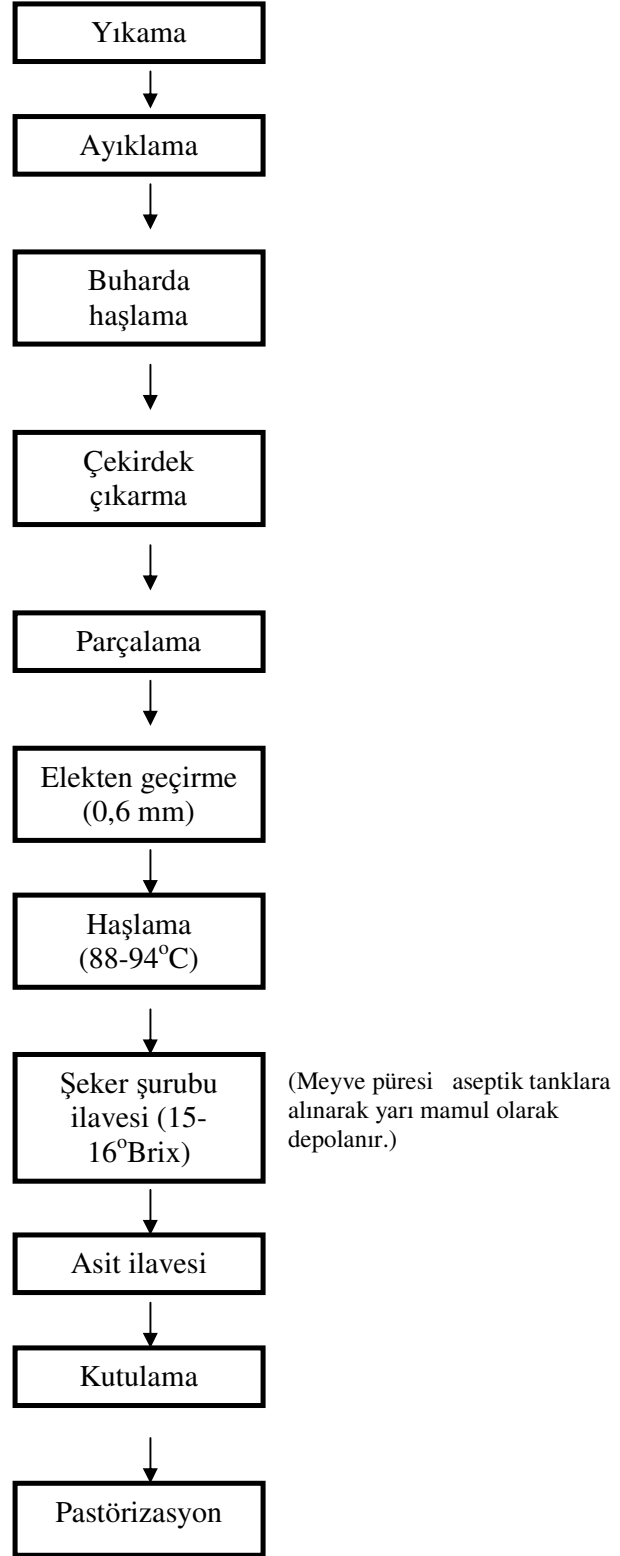 Yıkama
Ayıklama
Buharda
haşlama
Çekirdek
çıkarma
Parçalama
Elekten geçirme
(0,6 mm)
Haşlama
(88-94°C)
Şeker şurubu
ilavesi (15-
16°Brix)
(Meyve püresi aseptik tanklara
alınarak yarı mamul olarak
depolanır.)
Asit ilavesi
Kutulama
Pastörizasyon